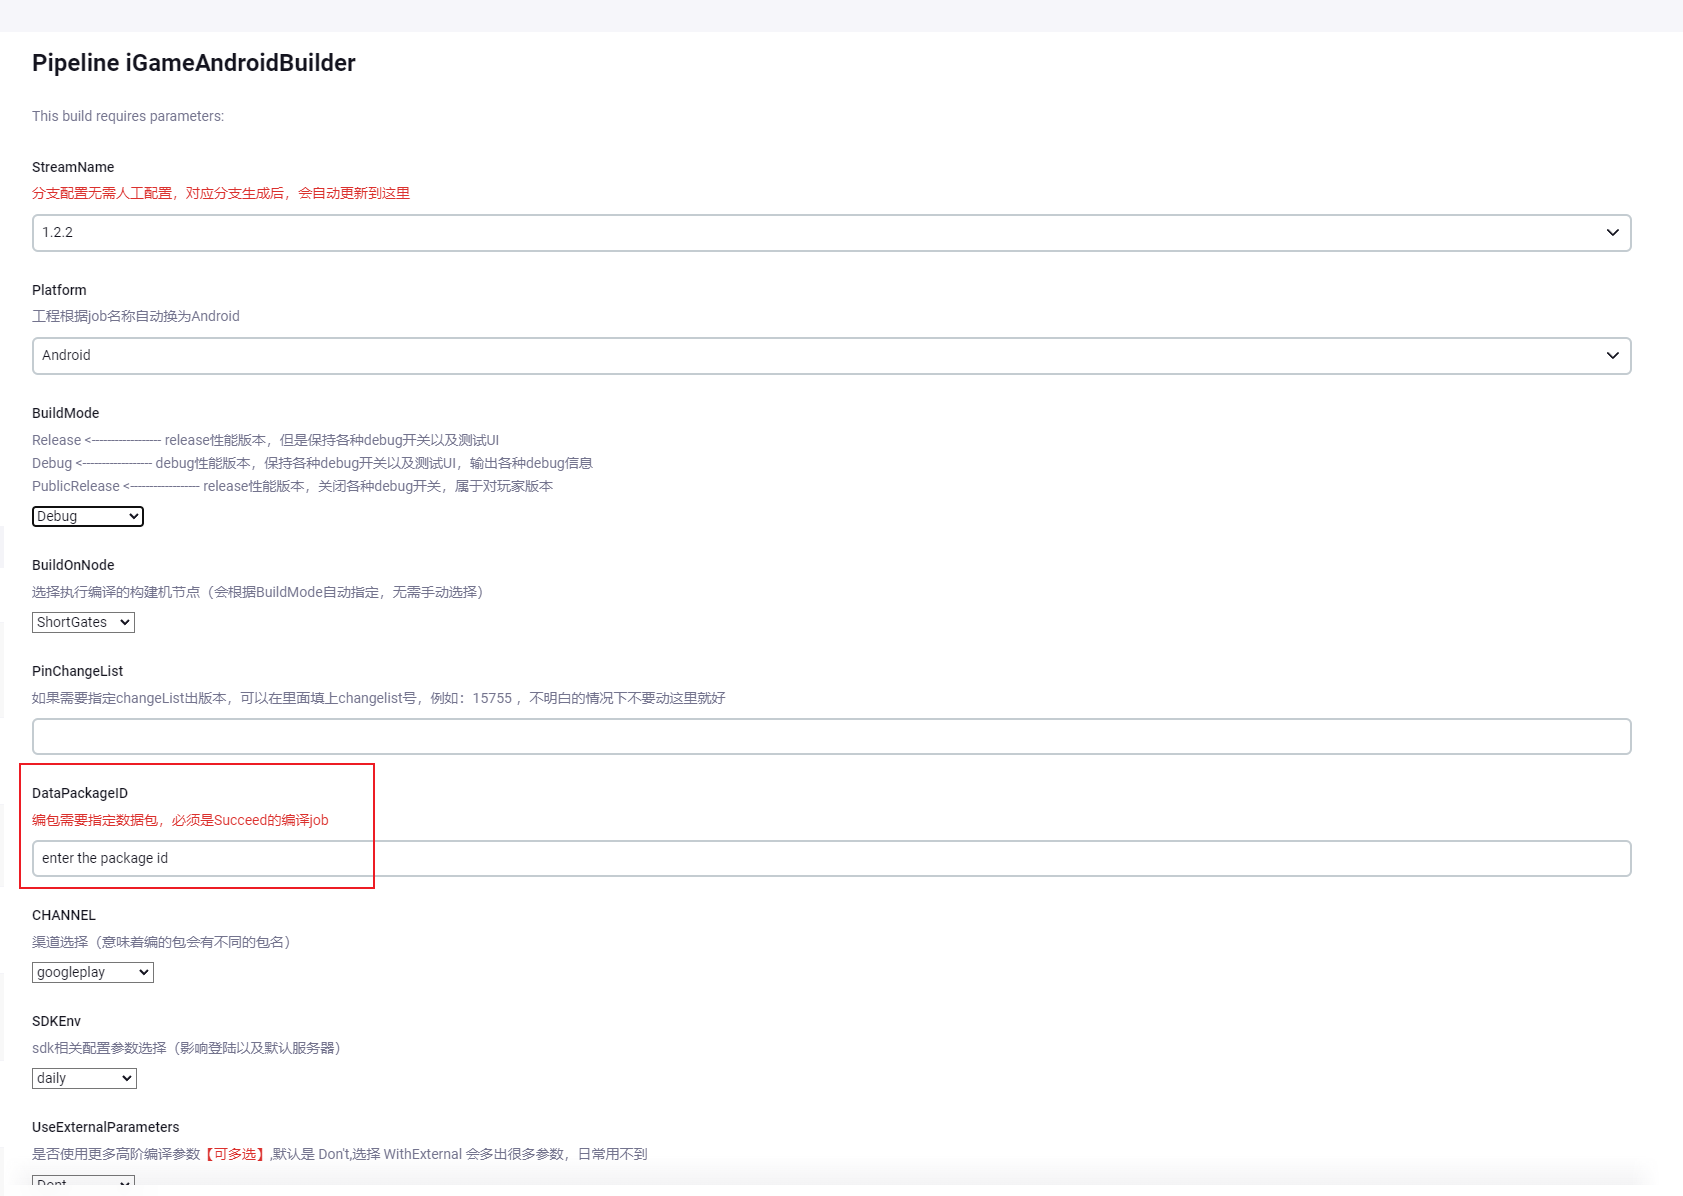 Pipeline iGameAndroidBuilder
This build requires parameters:
StreamName
分支配置无需人工配置，对应分支生成后，会自动更新到这里
1.2.2
Platform
工程根据job名称自动换为Android
Android
BuildMode
Release <------------------ release性能版本，但是保持各种debug开关以及测试UI
Debug <------------------ debug性能版本，保持各种debug开关以及测试UI，输出各种debug信息
PublicRelease <------------------ release性能版本，关闭各种debug开关，属于对玩家版本
Debug
BuildOnNode
选择执行编译的构建机节点（会根据BuildMode自动指定，无需手动选择）
ShortGates
PinChangeList
如果需要指定changeList出版本，可以在里面填上changelist号，例如：15755 ，不明白的情况下不要动这里就好
DataPackageID
编包需要指定数据包，必须是Succeed的编译job
enter the package id
CHANNEL
渠道选择（意味着编的包会有不同的包名）
googleplay
SDKEnv
sdk相关配置参数选择（影响登陆以及默认服务器）
daily
UseExternalParameters
是否使用更多高阶编译参数【可多选】,默认是 Don't,选择 WithExternal 会多出很多参数，日常用不到
Dont